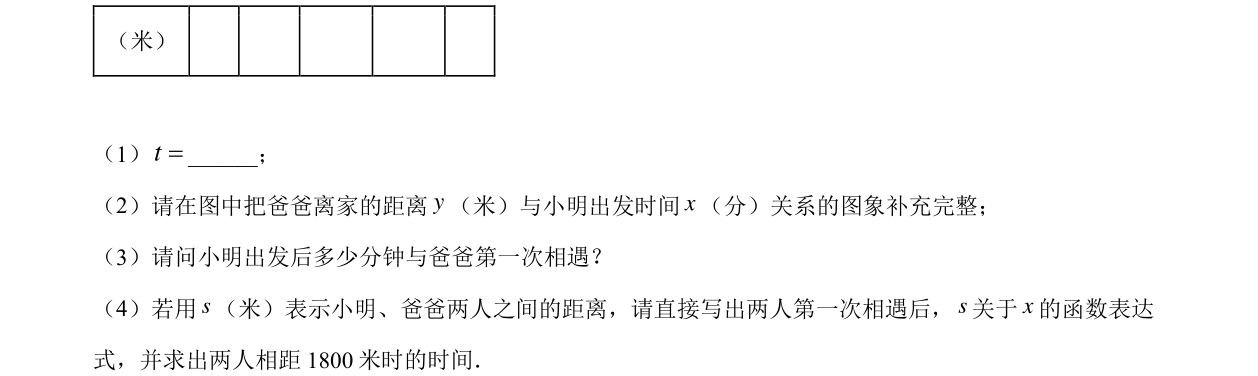 （米）
（1） t = ______；
（2）请在图中把爸爸离家的距离 y （米）与小明出发时间 x （分）关系的图象补充完整；
（3）请问小明出发后多少分钟与爸爸第一次相遇？
（4）若用 s （米）表示小明、爸爸两人之间的距离，请直接写出两人第一次相遇后， s 关于 x 的函数表达
式，并求出两人相距 1800 米时的时间．